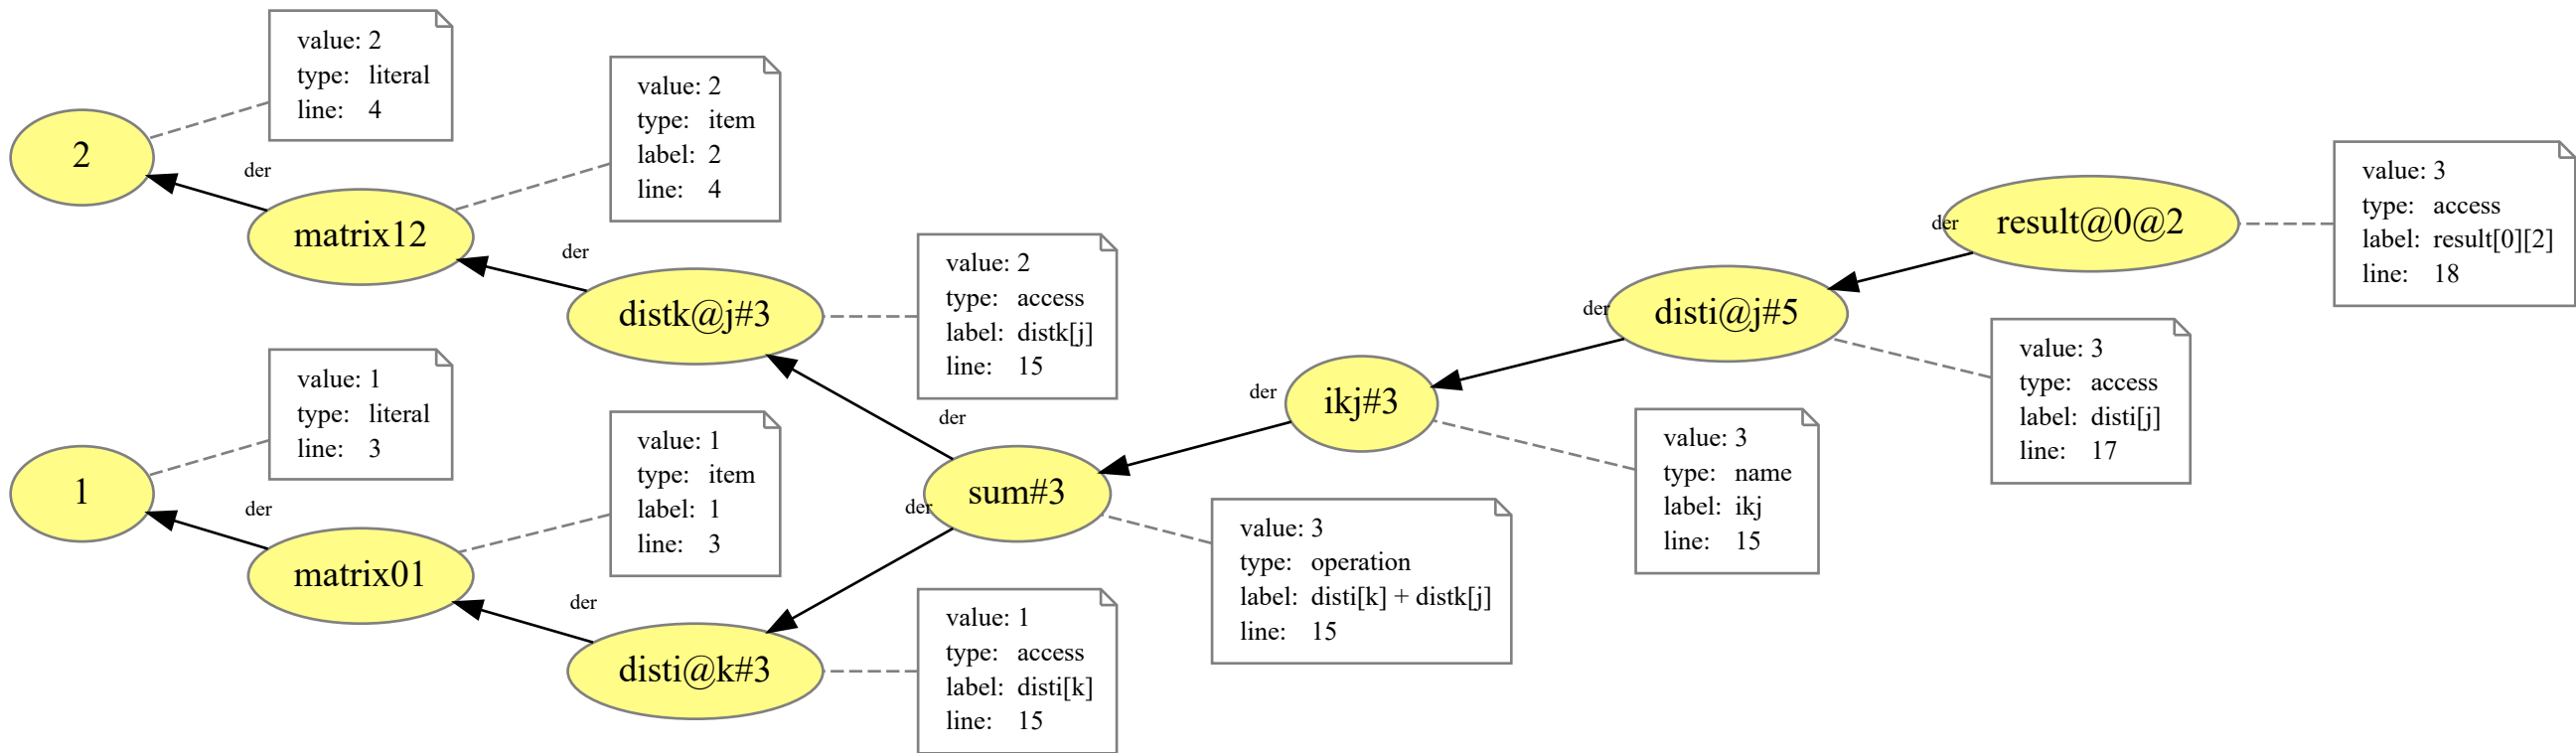 value: 2
type: literal
line: 4
2
der
value: 2
type: item
label: 2
line: 4
matrix12
der
value: 2
type: access
label: distk[j]
line: 15
distk@j#3
der
value: 1
type: literal
line: 3
1
der
value: 1
type: item
label: 1
line: 3
matrix01
der
value: 1
type: access
label: disti[k]
line: 15
disti@k#3
der
sum#3
value: 3
type: operation
label: disti[k] + distk[j]
line: 15
der
ikj#3
value: 3
type: name
label: ikj
line: 15
der
disti@j#5
value: 3
type: access
label: disti[j]
line: 17
der
result@0@2
value: 3
type: access
label: result[0][2]
line: 18